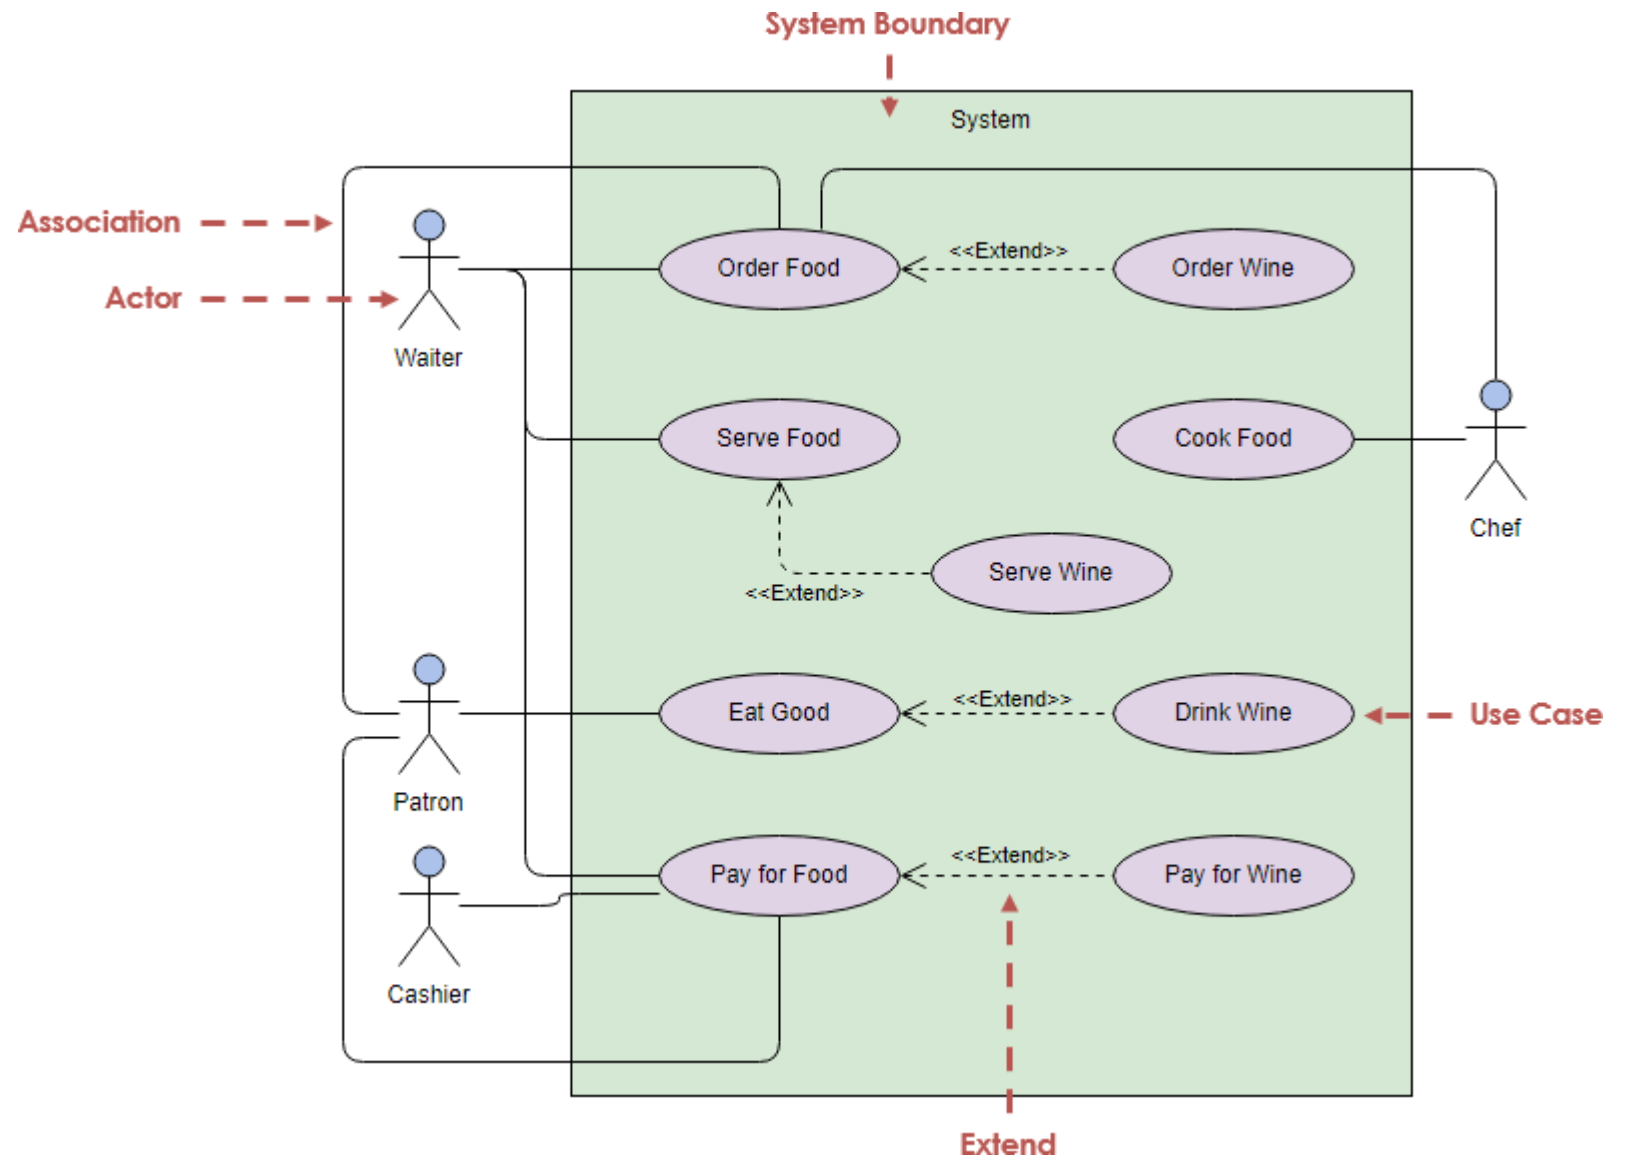 System Boundary
System
Association
Actor
Waiter
Order Food
<<Extend>>
Order Wine
Serve Food
Cook Food
Chef
Serve Wine
<<Extend>>
Patron
Eat Good
<<Extend>>
Drink Wine
Use Case
Cashier
Pay for Food
<<Extend>>
Pay for Wine
Extend